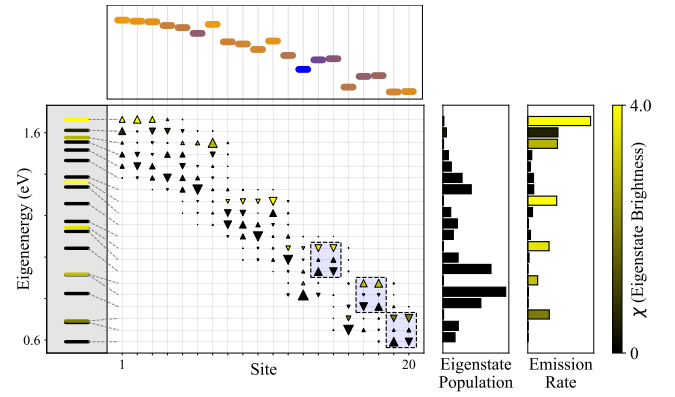 Eigenenergy (eV)
1.6
0.6
1
Site
20
Eigenstate
Population
Emission
Rate
4.0
0
χ (Eigenstate Brightness)